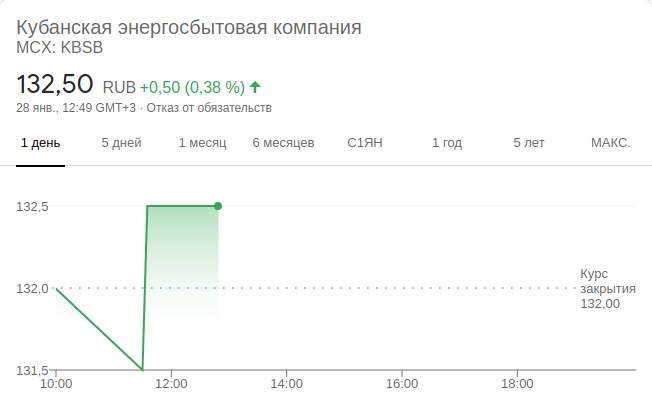 Кубанская энергосбытовая компания
MCX: KBSB
132,50 RUB +0,50 (0,38 %)
28 янв., 12:49 GMT+3 · Отказ от обязательств
1 день 5 дней 1 месяц 6 месяцев С1ЯН 1 год 5 лет МАКС.
132,5
Курс
132,0 закрытия
132,00
131,5
10:00 12:00 14:00 16:00 18:00